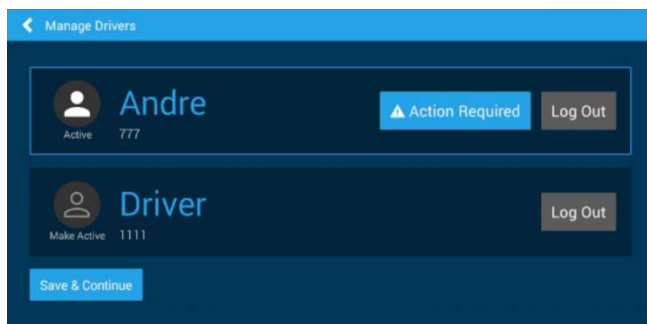 Manage Drivers
Andre
Active 777
Action Required
Log Out
Driver
Make Active 1111
Log Out
Save & Continue